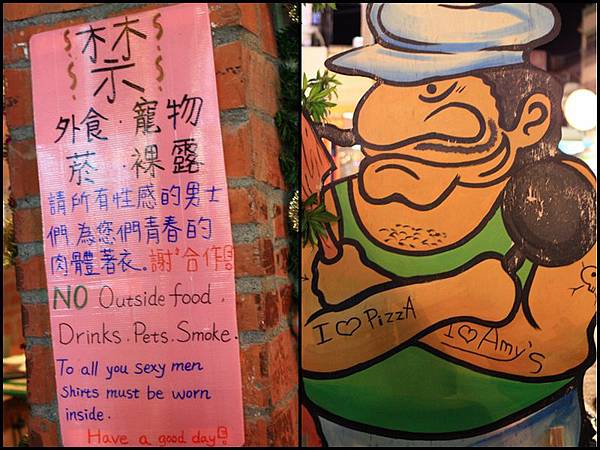 禁
外食．寵物
菸．裸露
請所有性感的男士
們，為您們青春的
肉體著衣。謝謝合作
NO Outside food.
Drinks. Pets. Smoke.
To all you sexy men
shirts must be worn
inside.
Have a good day
I ♡ PizzA
I ♡ Amy's